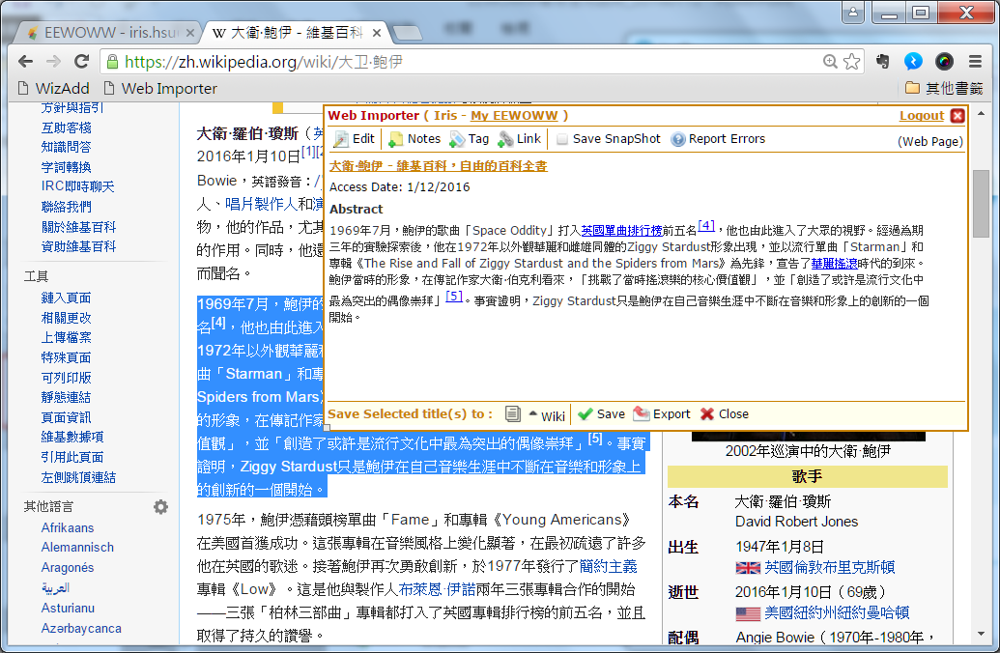 EEWOWW - iris.hsu
大衛·鮑伊 - 維基百科
https://zh.wikipedia.org/wiki/大卫·鲍伊
WizAdd
Web Importer
其他書籤
方針與指引
互助客棧
知識問答
字詞轉換
IRC即時聊天
聯絡我們
關於維基百科
資助維基百科
工具
鏈入頁面
相關更改
上傳檔案
特殊頁面
可列印版
靜態連結
頁面資訊
維基數據項
引用此頁面
左側跳頂連結
其他語言
Afrikaans
Alemannisch
Aragonés
العربية
Asturianu
Azərbaycanca
大衛·羅伯·瓊斯（英
2016年1月10日[1][2
Bowie，英語發音：/
人、唱片製作人和演
物，他的作品，尤其
的作用。同時，他還
而聞名。
1969年7月，鮑伊的
名[4]，他也由此進入
1972年以外觀華麗和
曲「Starman」和專
Spiders from Mars
的形象，在傳記作家
值觀」，並「創造了或許是流行文化中最為突出的偶像崇拜」[5]。事實
證明，Ziggy Stardust只是鮑伊在自己音樂生涯中不斷在音樂和形象上
的創新的一個開始。
1975年，鮑伊憑藉頭榜單曲「Fame」和專輯《Young Americans》
在美國首獲成功。這張專輯在音樂風格上變化顯著，在最初疏遠了許多
他在英國的歌迷。接著鮑伊再次勇敢創新，於1977年發行了簡約主義
專輯《Low》。這是他與製作人布萊恩·伊諾兩年三張專輯合作的開始
——三張「柏林三部曲」專輯都打入了英國專輯排行榜的前五名，並且
取得了持久的讚譽。
Web Importer ( Iris - My EEWOWW )
Logout
Edit
Notes
Tag
Link
Save SnapShot
Report Errors
(Web Page)
大衛·鮑伊 - 維基百科，自由的百科全書
Access Date: 1/12/2016
Abstract
1969年7月，鮑伊的歌曲「Space Oddity」打入英國單曲排行榜前五名[4]，他也由此進入了大眾的視野。經過為期
三年的實驗探索後，他在1972年以外觀華麗和雌雄同體的Ziggy Stardust形象出現，並以流行單曲「Starman」和
專輯《The Rise and Fall of Ziggy Stardust and the Spiders from Mars》為先鋒，宣告了華麗搖滾時代的到來。
鮑伊當時的形象，在傳記作家大衛·伯克利看來，「挑戰了當時搖滾樂的核心價值觀」，並「創造了或許是流行文化中
最為突出的偶像崇拜」[5]。事實證明，Ziggy Stardust只是鮑伊在自己音樂生涯中不斷在音樂和形象上的創新的一個
開始。
Save Selected title(s) to :
Wiki
Save
Export
Close
2002年巡演中的大衛·鮑伊
歌手
本名 大衛·羅伯·瓊斯
David Robert Jones
出生 1947年1月8日
英國倫敦布里克斯頓
逝世 2016年1月10日（69歲）
美國紐約州紐約曼哈頓
配偶 Angie Bowie（1970年-1980年，